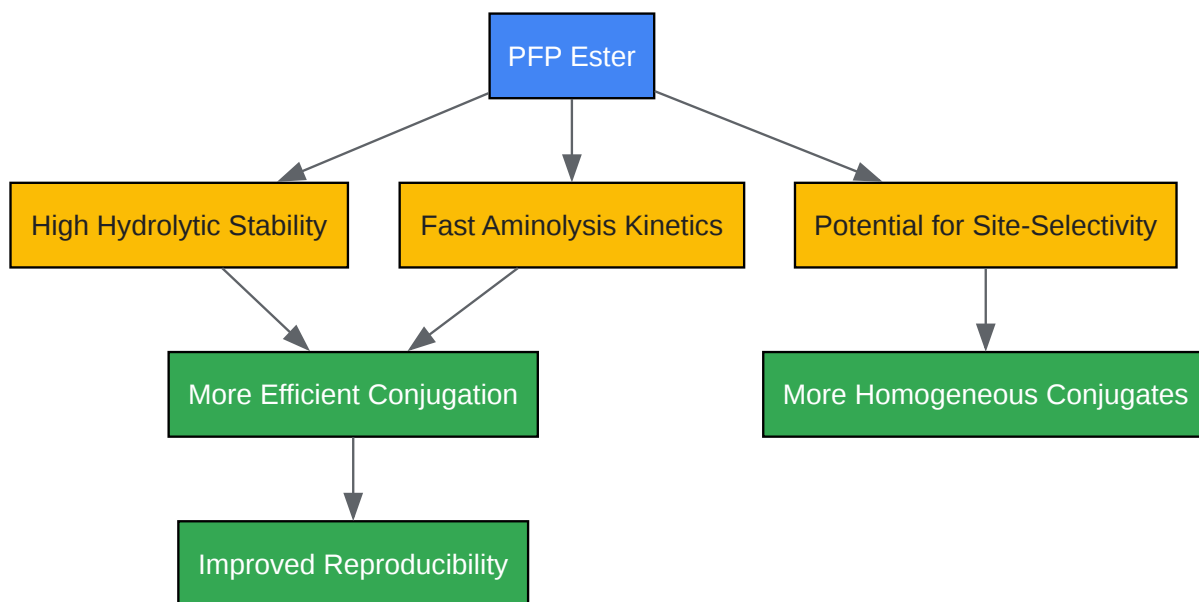 PFP Ester
High Hydrolytic Stability
Fast Aminolysis Kinetics
Potential for Site-Selectivity
More Efficient Conjugation
More Homogeneous Conjugates
Improved Reproducibility